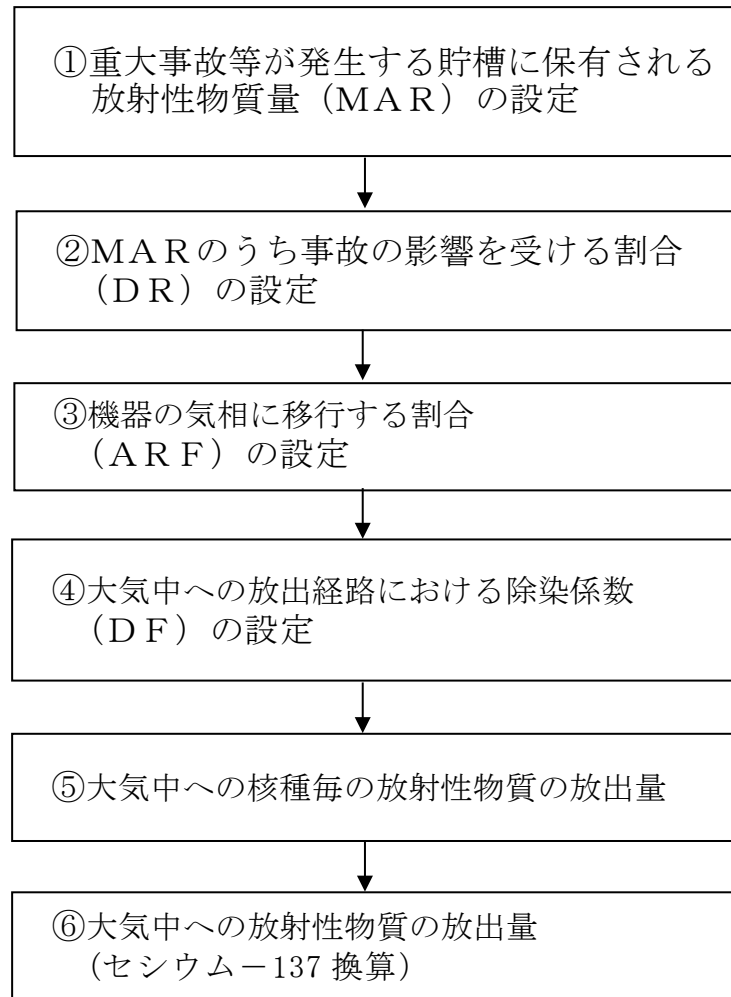 ①重大事故等が発生する貯槽に保有される
放射性物質量（ＭＡＲ）の設定
②ＭＡＲのうち事故の影響を受ける割合
（ＤＲ）の設定
③機器の気相に移行する割合
（ＡＲＦ）の設定
④大気中への放出経路における除染係数
（ＤＦ）の設定
⑤大気中への核種毎の放射性物質の放出量
⑥大気中への放射性物質の放出量
（セシウム－137 換算）